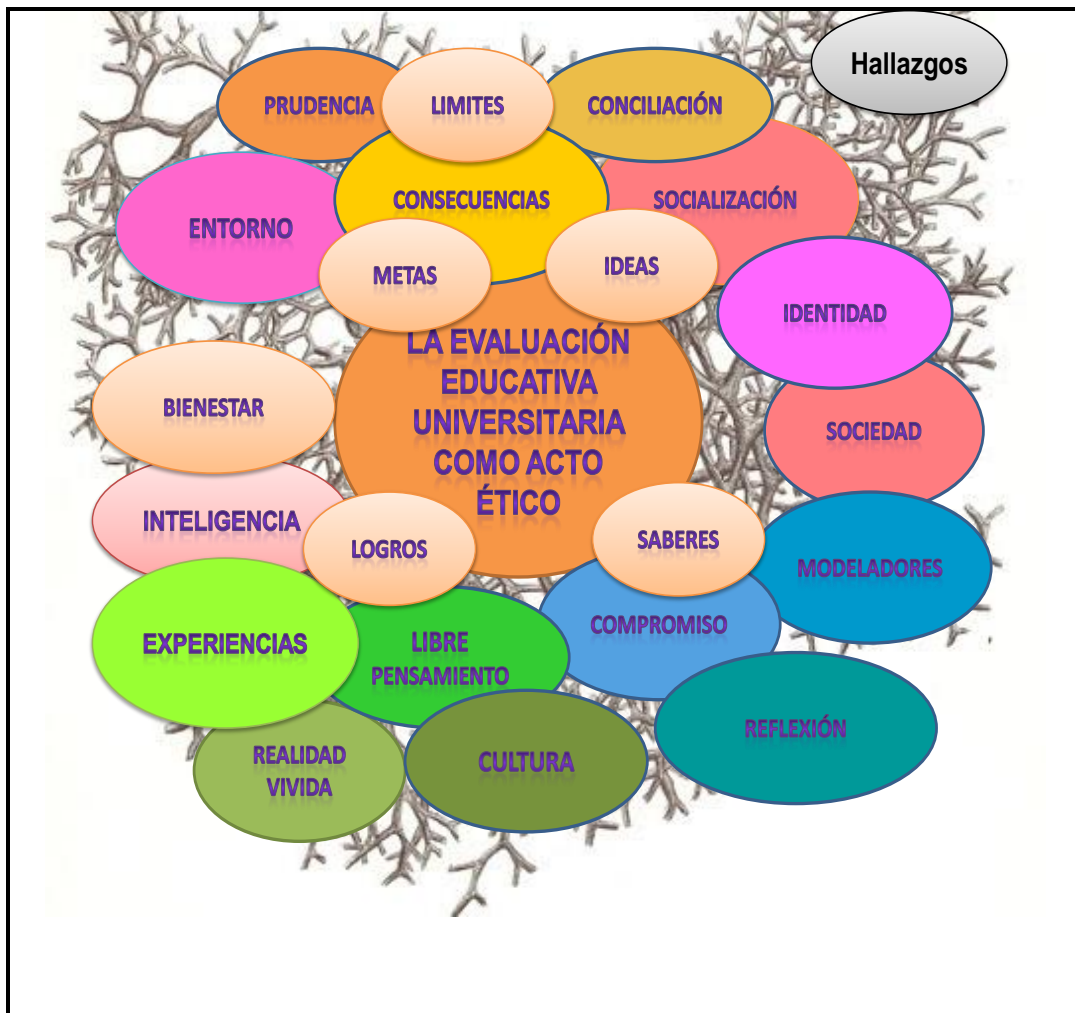 Hallazgos
PRUDENCIA
LIMITES
CONCILIACIÓN
ENTORNO
CONSECUENCIAS
SOCIALIZACIÓN
METAS
IDEAS
IDENTIDAD
LA EVALUACIÓN
EDUCATIVA
UNIVERSITARIA
COMO ACTO
ÉTICO
BIENESTAR
SOCIEDAD
INTELIGENCIA
LOGROS
SABERES
MODELADORES
EXPERIENCIAS
LIBRE
PENSAMIENTO
COMPROMISO
REALIDAD
VIVIDA
CULTURA
REFLEXIÓN